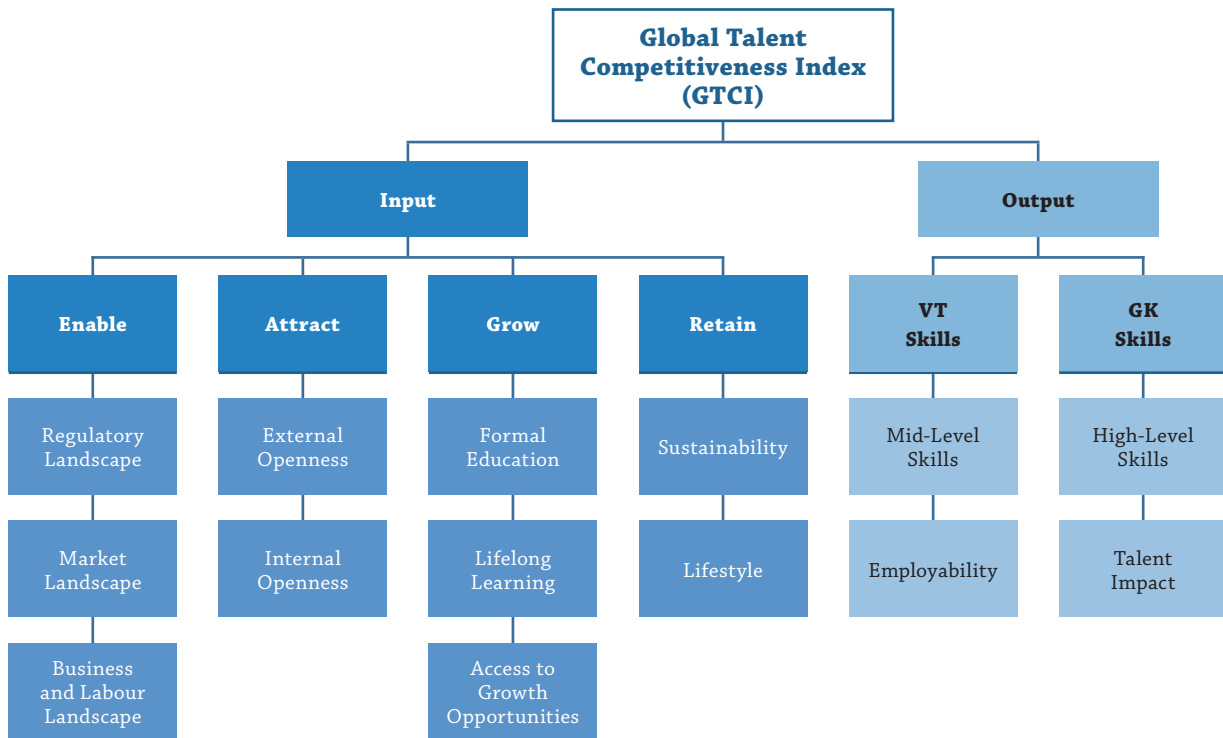 Global Talent
Competitiveness Index
(GTCI)
Input
Output
Enable
Attract
Grow
Retain
VT
Skills
GK
Skills
Regulatory
Landscape
External
Openness
Formal
Education
Sustainability
Mid-Level
Skills
High-Level
Skills
Market
Landscape
Internal
Openness
Lifelong
Learning
Lifestyle
Employability
Talent
Impact
Business
and Labour
Landscape
Access to
Growth
Opportunities